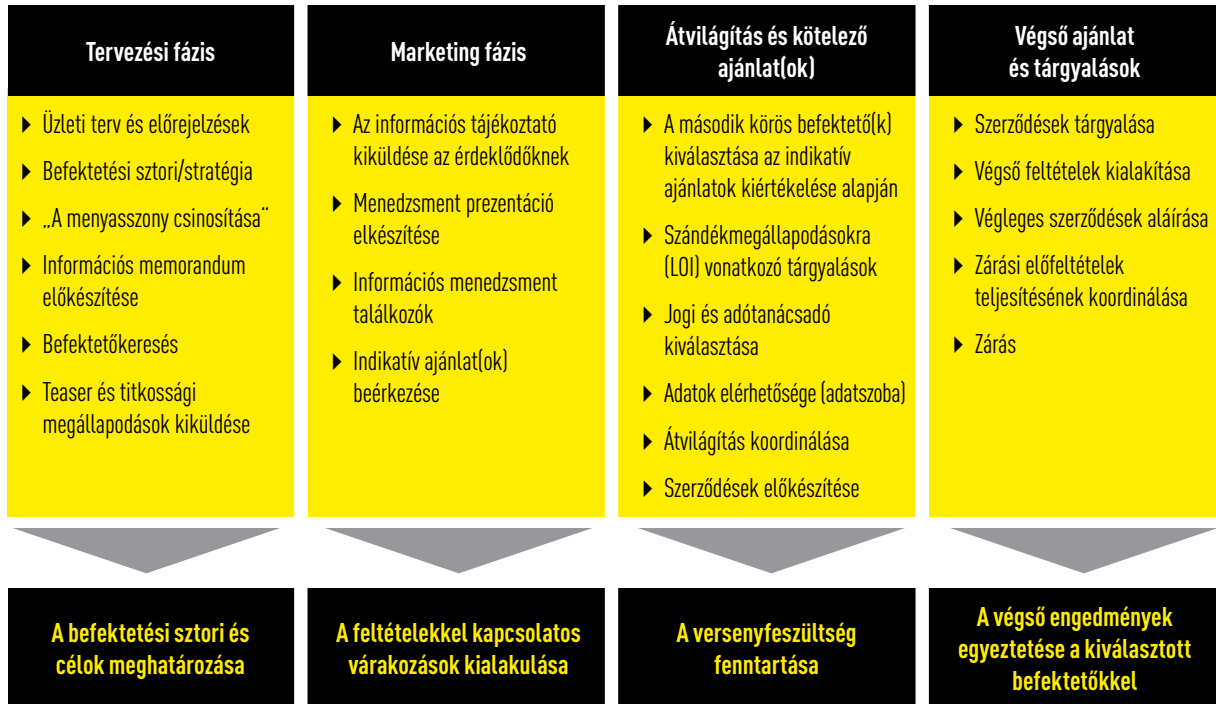 Tervezési fázis
▶ Üzleti terv és előrejelzések
▶ Befektetési sztori/stratégia
▶ „A menyasszony csinosítása“
▶ Információs memorandum
előkészítése
▶ Befektetőkeresés
▶ Teaser és titkossági
megállapodások kiküldése
A befektetési sztori és
célok meghatározása
Marketing fázis
▶ Az információs tájékoztató
kiküldése az érdeklődőknek
▶ Menedzsment prezentáció
elkészítése
▶ Információs menedzsment
találkozók
▶ Indikatív ajánlat(ok)
beérkezése
A feltételekkel kapcsolatos
várakozások kialakulása
Átvilágítás és kötelező
ajánlat(ok)
▶ A második körös befektető(k)
kiválasztása az indikatív
ajánlatok kiértékelése alapján
▶ Szándékmegállapodásokra
(LOI) vonatkozó tárgyalások
▶ Jogi és adótanácsadó
kiválasztása
▶ Adatok elérhetősége (adatszoba)
▶ Átvilágítás koordinálása
▶ Szerződések előkészítése
A versenyfeszültség
fenntartása
Végső ajánlat
és tárgyalások
▶ Szerződések tárgyalása
▶ Végső feltételek kialakítása
▶ Végleges szerződések aláírása
▶ Zárási előfeltételek
teljesítésének koordinálása
▶ Zárás
A végső engedmények
egyeztetése a kiválasztott
befektetőkkel